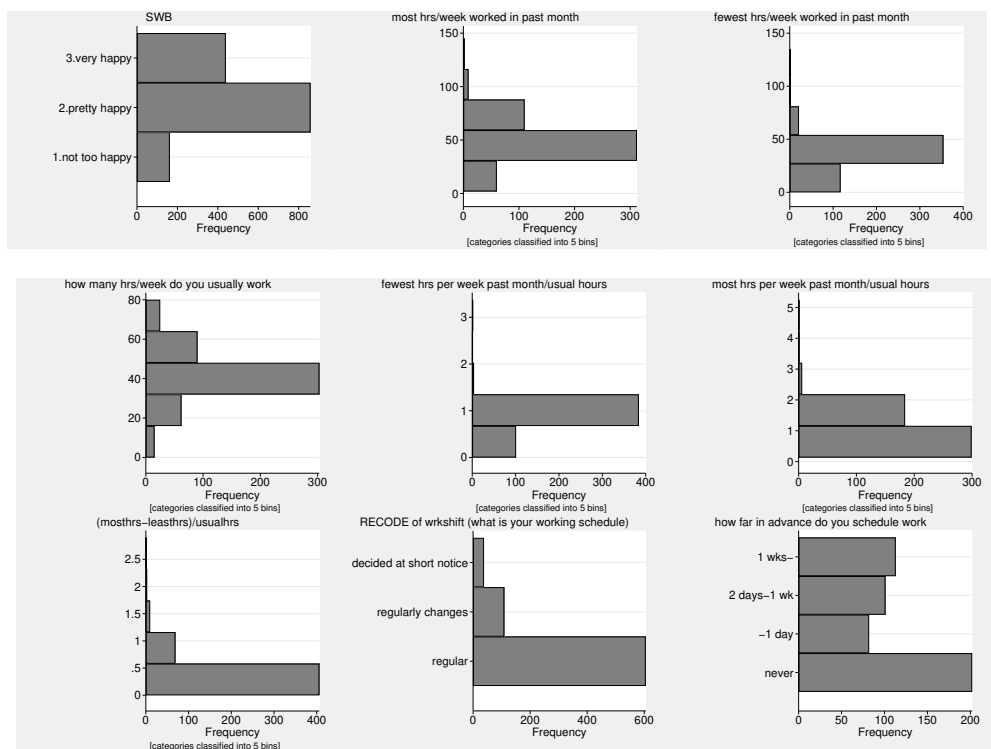 SWB
3.very happy
2.pretty happy
1.not too happy
0 200 400 600 800
Frequency
most hrs/week worked in past month
150
100
50
0
0 100 200 300
Frequency
[categories classified into 5 bins]
fewest hrs/week worked in past month
150
100
50
0
0 100 200 300 400
Frequency
[categories classified into 5 bins]
how many hrs/week do you usually work
80
60
40
20
0
0 100 200 300
Frequency
[categories classified into 5 bins]
fewest hrs per week past month/usual hours
3
2
1
0
0 100 200 300 400
Frequency
[categories classified into 5 bins]
most hrs per week past month/usual hours
5
4
3
2
1
0
0 100 200 300
Frequency
[categories classified into 5 bins]
(mosthrs−leasthrs)/usualhrs
2.5
2
1.5
1
.5
0
0 100 200 300 400
Frequency
[categories classified into 5 bins]
RECODE of wrkshift (what is your working schedule)
decided at short notice
regularly changes
regular
0 200 400 600
Frequency
how far in advance do you schedule work
1 wks−
2 days−1 wk
−1 day
never
0 50 100 150 200
Frequency